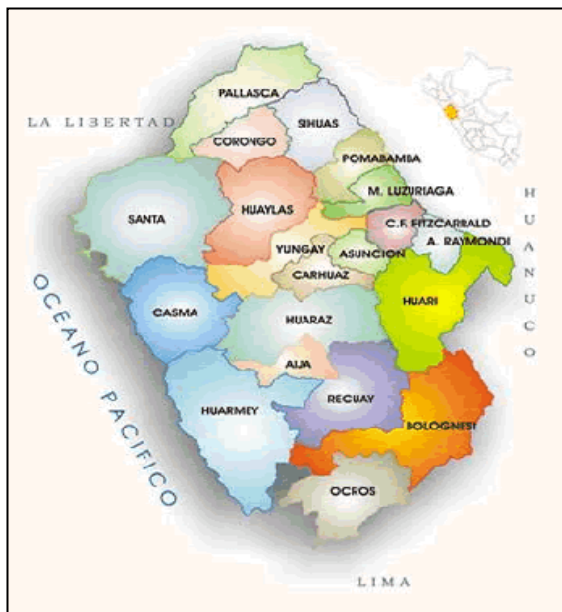 PALLASCA
LA LIBERTAD
SIHUAS
CORONGO
POMABAMBA
M. LUZURIAGA
SANTA
HUAYLAS
C.F. FITZCARRALD
A. RAYMONDI
YUNGAY
ASUNCION
CARHUAZ
HUANUCO
HUARI
CASMA
HUARAZ
OCEANO PACIFICO
AIJA
RECUAY
HUARMEY
BOLOGNESI
OCROS
LIMA